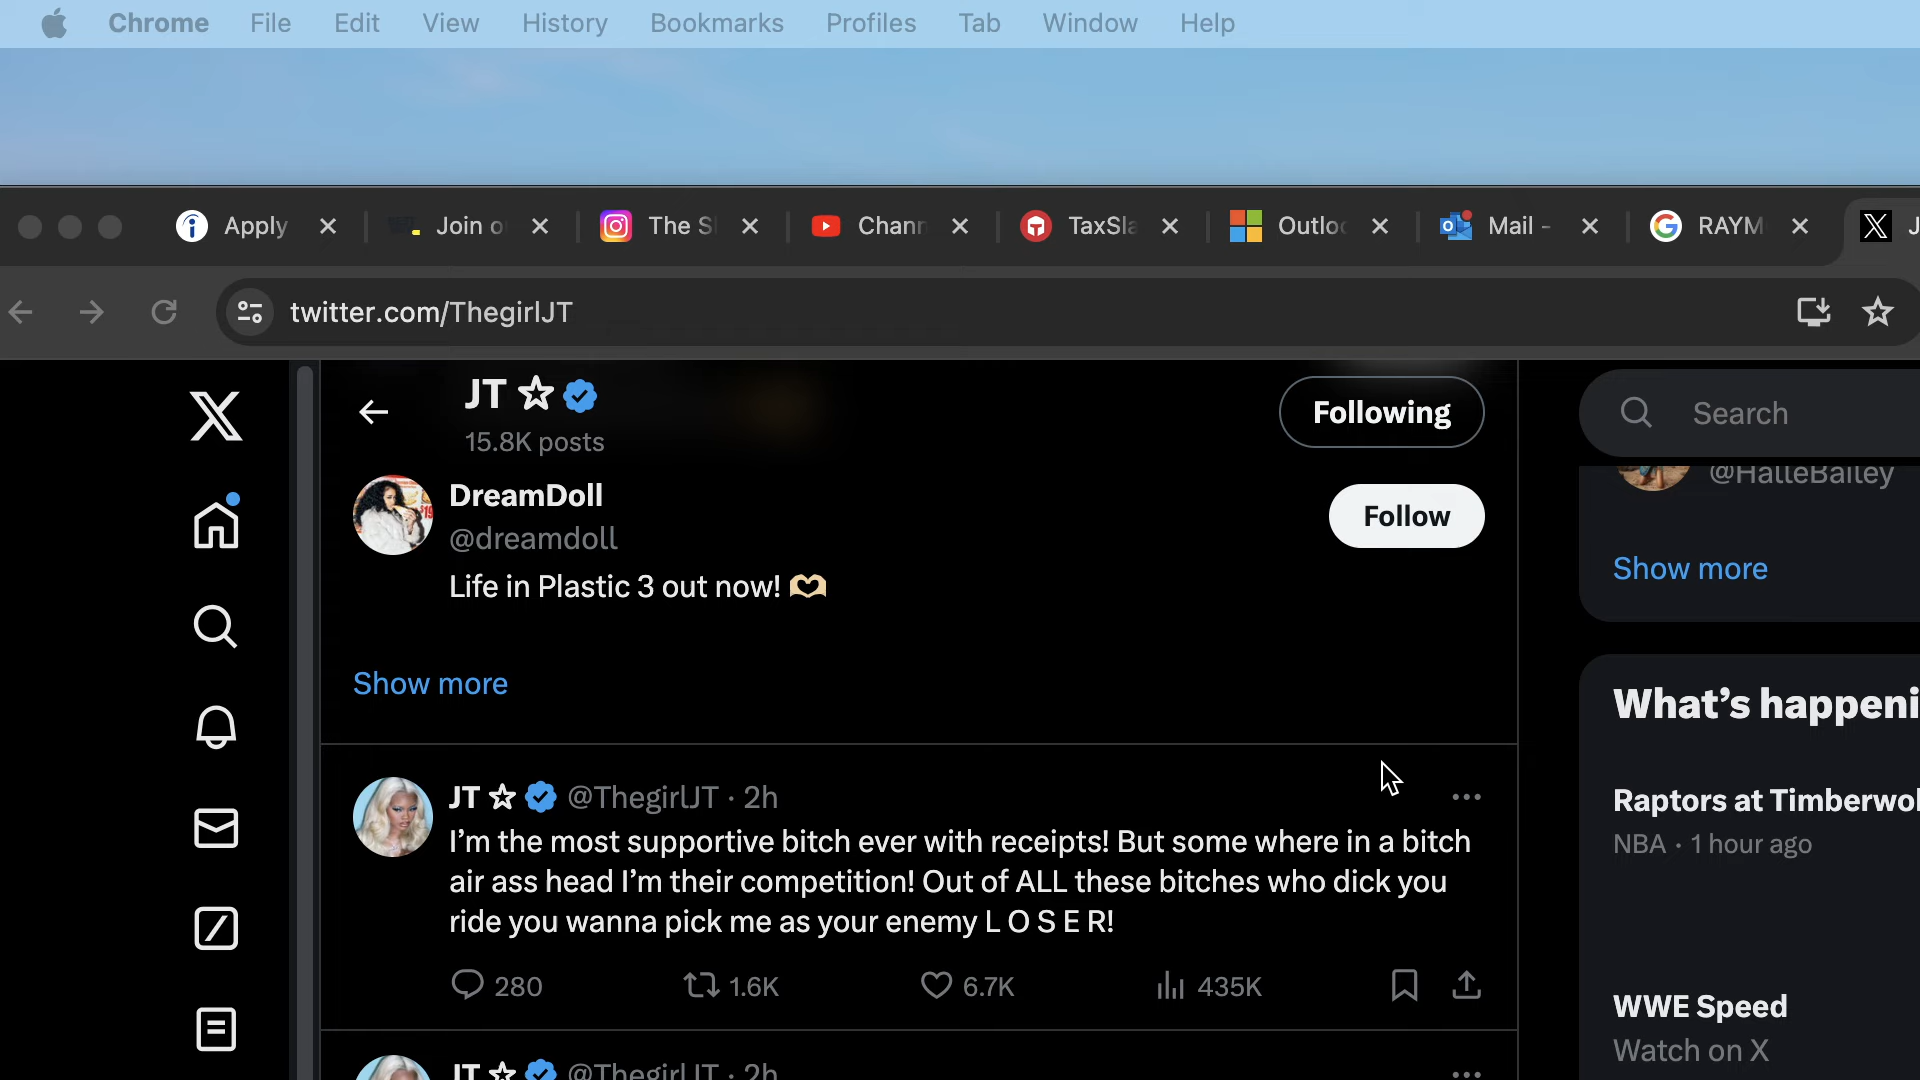 Chrome File Edit View History Bookmarks Profiles Tab Window Help
Apply Join o The S Chann TaxSla Outloo Mail - RAYM J
twitter.com/ThegirlJT
JT ☆
15.8K posts
Following
Search
DreamDoll
@dreamdoll
Follow
Life in Plastic 3 out now! 🫶🏼
Show more
@HalleBailey
Show more
What's happeni
Raptors at Timberwol
NBA · 1 hour ago
WWE Speed
Watch on X
JT ☆ @ThegirlJT · 2h
I'm the most supportive bitch ever with receipts! But some where in a bitch
air ass head I'm their competition! Out of ALL these bitches who dick you
ride you wanna pick me as your enemy L O S E R!
280 1.6K 6.7K 435K
JT ☆ @ThegirlJT · 2h